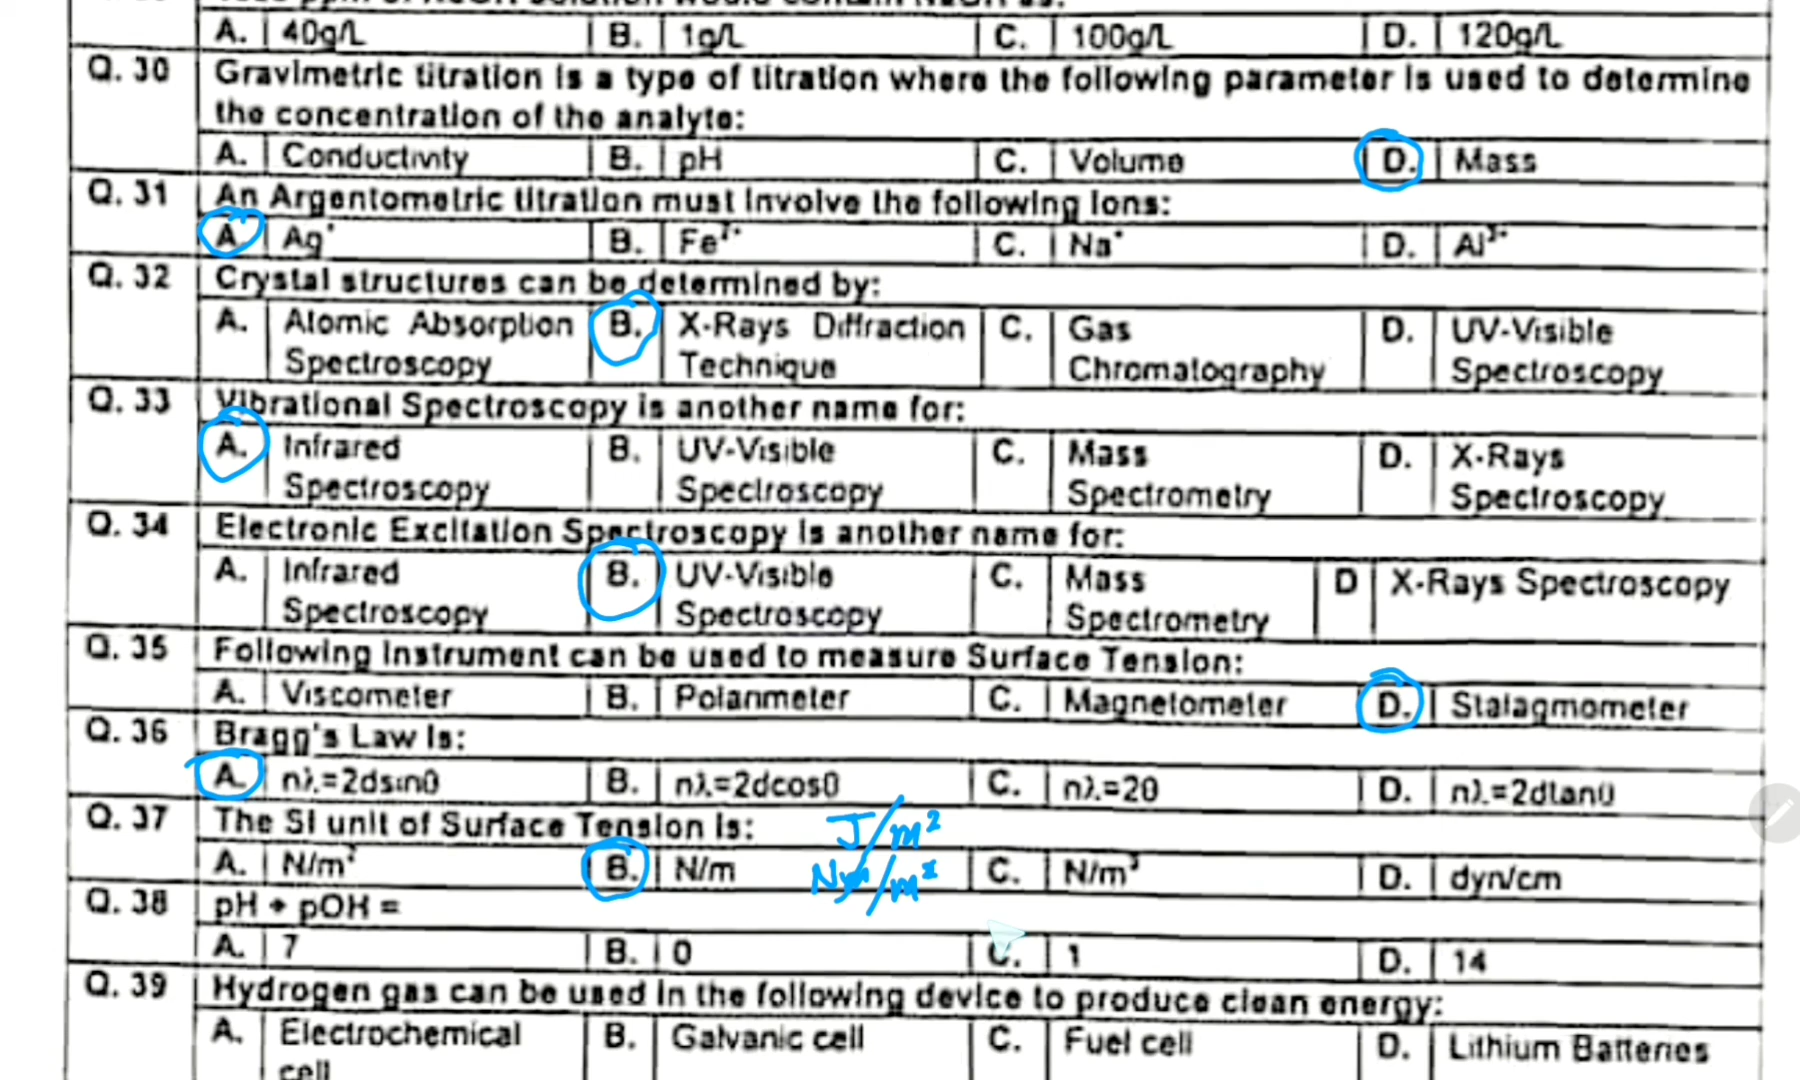 A. 40g/L B. 1g/L C. 100g/L D. 120g/L
Q. 30 Gravimetric titration is a type of titration where the following parameter is used to determine
the concentration of the analyte:
A. Conductivity B. pH C. Volume D. Mass
Q. 31 An Argentometric titration must involve the following ions:
A. Ag⁺ B. Fe²⁺ C. Na⁺ D. Al³⁺
Q. 32 Crystal structures can be determined by:
A. Atomic Absorption B. X-Rays Diffraction C. Gas D. UV-Visible
Spectroscopy Technique Chromatography Spectroscopy
Q. 33 Vibrational Spectroscopy is another name for:
A. Infrared B. UV-Visible C. Mass D. X-Rays
Spectroscopy Spectroscopy Spectrometry Spectroscopy
Q. 34 Electronic Excitation Spectroscopy is another name for:
A. Infrared B. UV-Visible C. Mass D X-Rays Spectroscopy
Spectroscopy Spectroscopy Spectrometry
Q. 35 Following instrument can be used to measure Surface Tension:
A. Viscometer B. Polarimeter C. Magnetometer D. Stalagmometer
Q. 36 Bragg's Law is:
A. nλ=2dsinθ B. nλ=2dcosθ C. nλ=2θ D. nλ=2dtanθ
Q. 37 The SI unit of Surface Tension is: J/m²
A. N/m² B. N/m Nm/m² C. N/m³ D. dyn/cm
Q. 38 pH + pOH =
A. 7 B. 0 C. 1 D. 14
Q. 39 Hydrogen gas can be used in the following device to produce clean energy:
A. Electrochemical B. Galvanic cell C. Fuel cell D. Lithium Batteries
cell